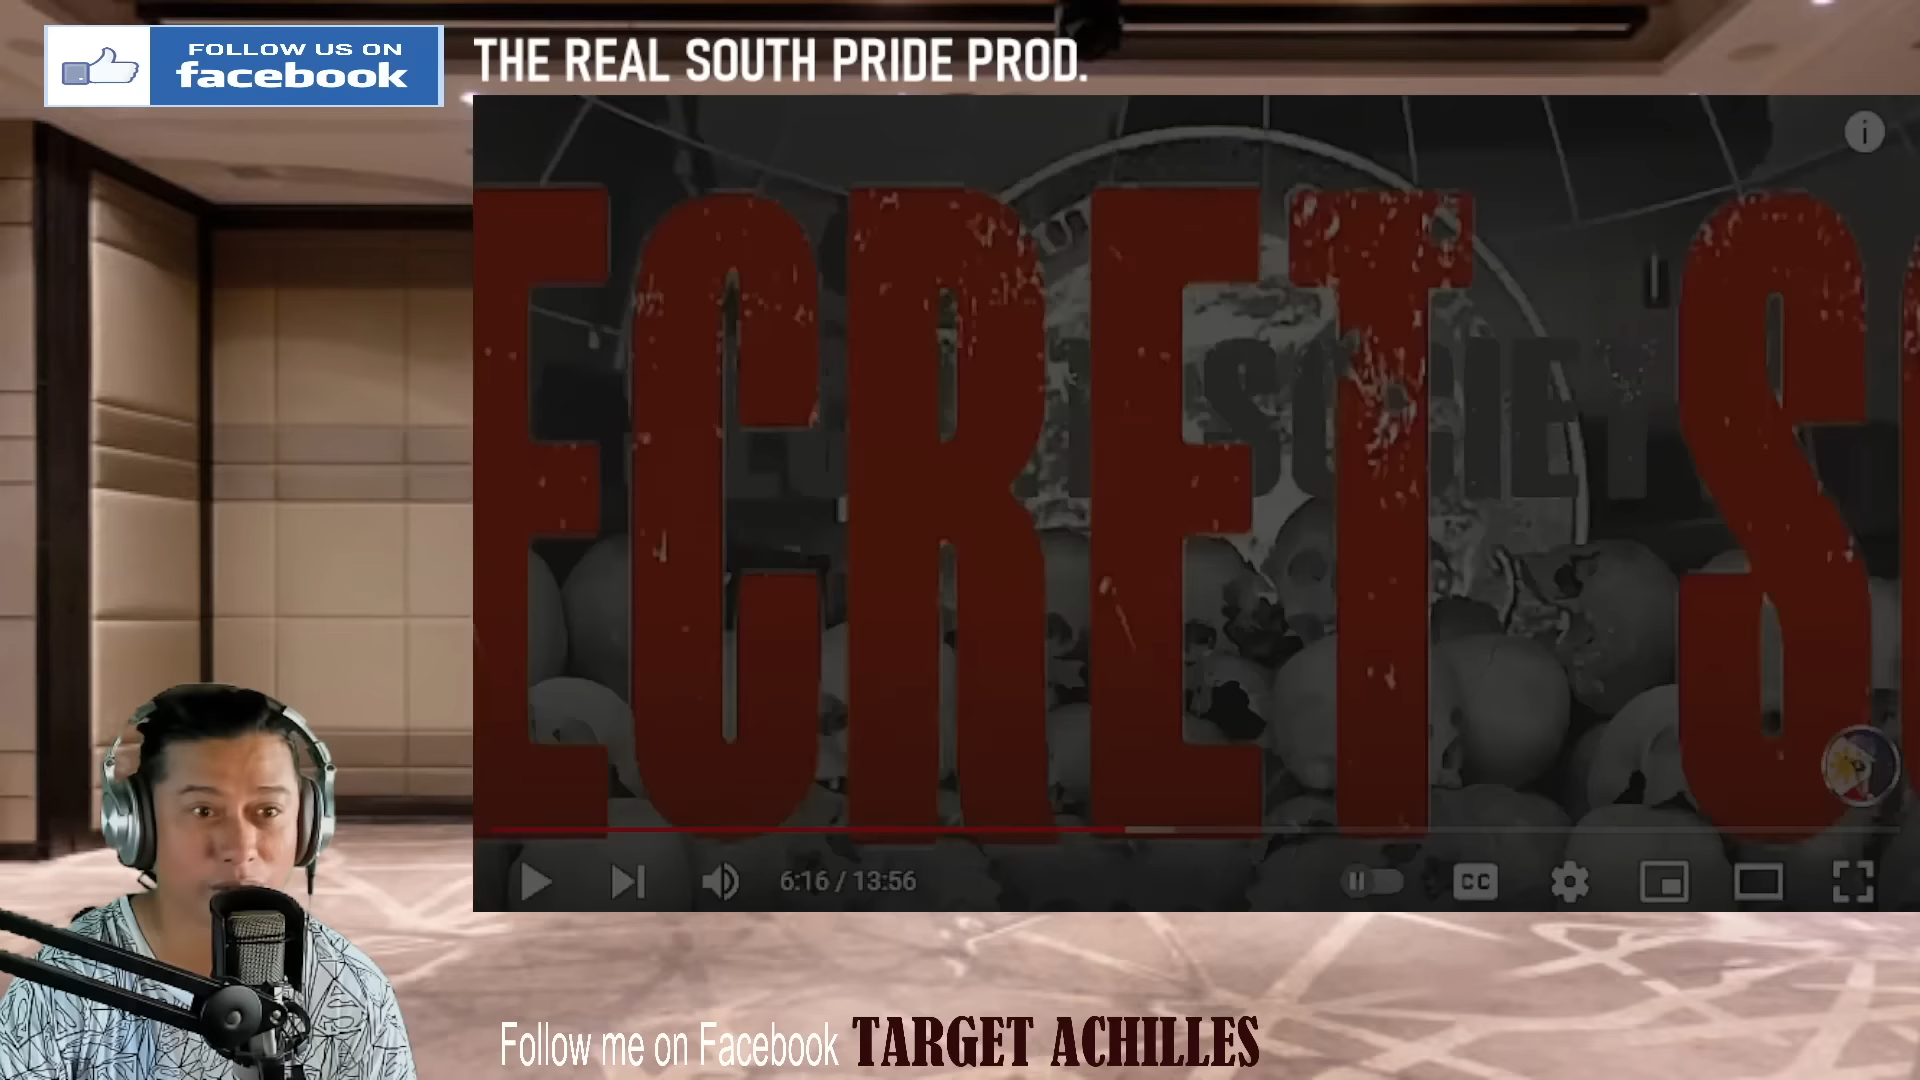 FOLLOW US ON
facebook
THE REAL SOUTH PRIDE PROD.
ECRET S
6:16 / 13:56
CC
Follow me on Facebook TARGET ACHILLES